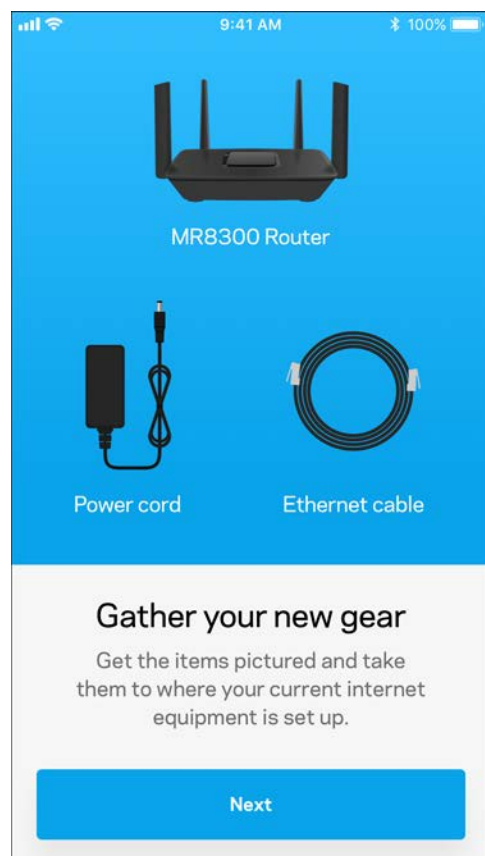 9:41 AM 100%
MR8300 Router
Power cord Ethernet cable
Gather your new gear
Get the items pictured and take
them to where your current internet
equipment is set up.
Next